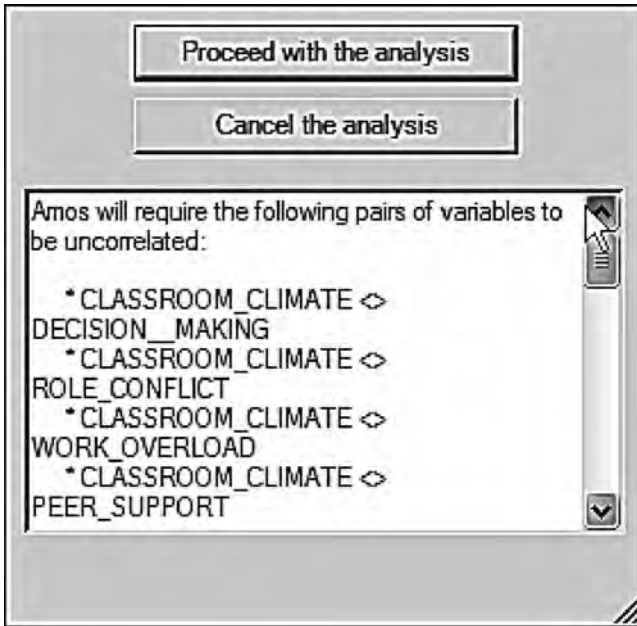 Proceed with the analysis
Cancel the analysis
Amos will require the following pairs of variables to
be uncorrelated:
* CLASSROOM_CLIMATE <>
DECISION__MAKING
* CLASSROOM_CLIMATE <>
ROLE_CONFLICT
* CLASSROOM_CLIMATE <>
WORK_OVERLOAD
* CLASSROOM_CLIMATE <>
PEER_SUPPORT